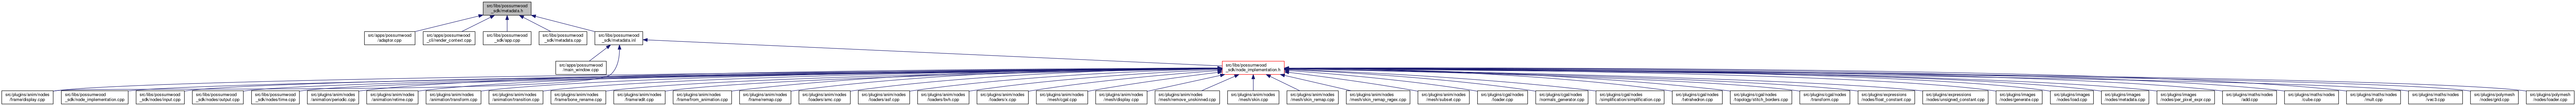 src/libs/possumwood
_sdk/metadata.h
src/apps/possumwood
/adaptor.cpp
src/apps/possumwood
_cli/render_context.cpp
src/libs/possumwood
_sdk/app.cpp
src/libs/possumwood
_sdk/metadata.cpp
src/libs/possumwood
_sdk/metadata.inl
src/apps/possumwood
/main_window.cpp
src/libs/possumwood
_sdk/node_implementation.h
src/plugins/anim/nodes
/frame/display.cpp
src/libs/possumwood
_sdk/node_implementation.cpp
src/libs/possumwood
_sdk/nodes/input.cpp
src/libs/possumwood
_sdk/nodes/output.cpp
src/libs/possumwood
_sdk/nodes/time.cpp
src/plugins/anim/nodes
/animation/periodic.cpp
src/plugins/anim/nodes
/animation/retime.cpp
src/plugins/anim/nodes
/animation/transform.cpp
src/plugins/anim/nodes
/animation/transition.cpp
src/plugins/anim/nodes
/frame/bone_rename.cpp
src/plugins/anim/nodes
/frame/edit.cpp
src/plugins/anim/nodes
/frame/from_animation.cpp
src/plugins/anim/nodes
/frame/remap.cpp
src/plugins/anim/nodes
/loaders/amc.cpp
src/plugins/anim/nodes
/loaders/asf.cpp
src/plugins/anim/nodes
/loaders/bvh.cpp
src/plugins/anim/nodes
/loaders/x.cpp
src/plugins/anim/nodes
/mesh/cgal.cpp
src/plugins/anim/nodes
/mesh/display.cpp
src/plugins/anim/nodes
/mesh/remove_unskinned.cpp
src/plugins/anim/nodes
/mesh/skin.cpp
src/plugins/anim/nodes
/mesh/skin_remap.cpp
src/plugins/anim/nodes
/mesh/skin_remap_regex.cpp
src/plugins/anim/nodes
/mesh/subset.cpp
src/plugins/cgal/nodes
/loader.cpp
src/plugins/cgal/nodes
/normals_generator.cpp
src/plugins/cgal/nodes
/simplification/simplification.cpp
src/plugins/cgal/nodes
/tetrahedron.cpp
src/plugins/cgal/nodes
/topology/stitch_borders.cpp
src/plugins/cgal/nodes
/transform.cpp
src/plugins/expressions
/nodes/float_constant.cpp
src/plugins/expressions
/nodes/unsigned_constant.cpp
src/plugins/images
/nodes/generate.cpp
src/plugins/images
/nodes/load.cpp
src/plugins/images
/nodes/metadata.cpp
src/plugins/images
/nodes/per_pixel_expr.cpp
src/plugins/maths/nodes
/add.cpp
src/plugins/maths/nodes
/cube.cpp
src/plugins/maths/nodes
/mult.cpp
src/plugins/maths/nodes
/vec3.cpp
src/plugins/polymesh
/nodes/grid.cpp
src/plugins/polymesh